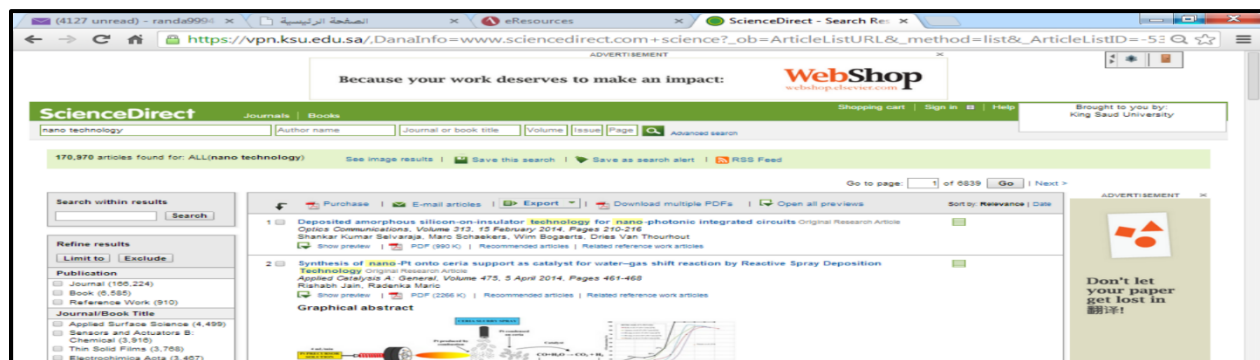 (4127 unread) - randa9994
الصفحة الرئيسية
eResources
ScienceDirect - Search Res
https://vpn.ksu.edu.sa/,DanaInfo=www.sciencedirect.com+science?_ob=ArticleListURL&_method=list&_ArticleListID=-53
ADVERTISEMENT
Because your work deserves to make an impact:
WebShop
webshop.elsevier.com
ScienceDirect
Journals | Books
Shopping cart | Sign in | Help
Brought to you by:
King Saud University
nano technology
Author name
Journal or book title
Volume
Issue
Page
Advanced search
170,970 articles found for: ALL(nano technology)
See image results | Save this search | Save as search alert | RSS Feed
Go to page: 1 of 6839 Go | Next >
Search within results
Search
Refine results
Limit to
Exclude
Publication
Journal (166,224)
Book (6,585)
Reference Work (910)
Journal/Book Title
Applied Surface Science (4,499)
Sensors and Actuators B:
Chemical (3,916)
Thin Solid Films (3,768)
Electrochimica Acta (3,467)
Purchase | E-mail articles | Export | Download multiple PDFs | Open all previews
Sort by: Relevance | Date
1 Deposited amorphous silicon-on-insulator technology for nano-photonic integrated circuits Original Research Article
Optics Communications, Volume 313, 15 February 2014, Pages 210-216
Shankar Kumar Selvaraja, Marc Schaekers, Wim Bogaerts, Dries Van Thourhout
Show preview | PDF (990 K) | Recommended articles | Related reference work articles
2 Synthesis of nano-Pt onto ceria support as catalyst for water–gas shift reaction by Reactive Spray Deposition
Technology Original Research Article
Applied Catalysis A: General, Volume 475, 5 April 2014, Pages 461-468
Rishabh Jain, Radenka Maric
Show preview | PDF (2266 K) | Recommended articles | Related reference work articles
Graphical abstract
ADVERTISEMENT
Don't let
your paper
get lost in
翻译!